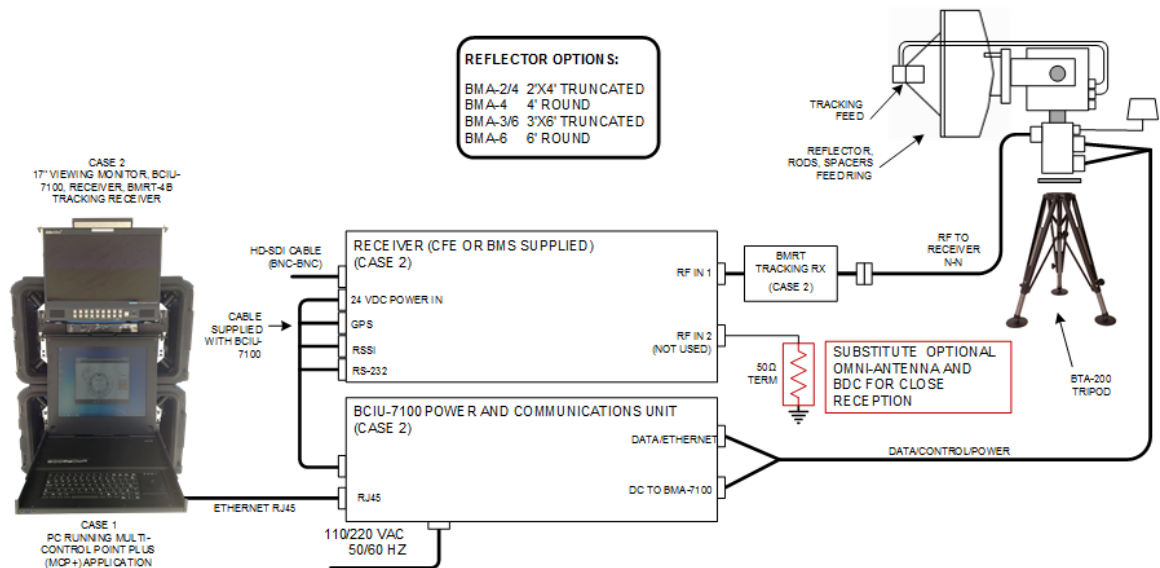 REFLECTOR OPTIONS:
BMA-2/4 2'X4' TRUNCATED
BMA-4 4' ROUND
BMA-3/6 3'X6' TRUNCATED
BMA-6 6' ROUND
TRACKING
FEED
REFLECTOR,
RODS, SPACERS
FEED RING
CASE 2
17" VIEWING MONITOR, BCIU-
7100, RECEIVER, BMRT-4B
TRACKING RECEIVER
HD-SDI CABLE
(BNC-BNC)
RECEIVER (CFE OR BMS SUPPLIED)
(CASE 2)
RF IN 1
BMRT
TRACKING RX
(CASE 2)
RF TO
RECEIVER
N-N
24 VDC POWER IN
GPS
RSSI
RS-232
CABLE
SUPPLIED
WITH BCIU-
7100
RF IN 2
(NOT USED)
50Ω
TERM
SUBSTITUTE OPTIONAL
OMNI-ANTENNA AND
BDC FOR CLOSE
RECEPTION
BTA-200
TRIPOD
BCIU-7100 POWER AND COMMUNICATIONS UNIT
(CASE 2)
DATA/ETHERNET
DATA/CONTROL/POWER
DC TO BMA-7100
RJ45
ETHERNET RJ45
110/220 VAC
50/60 HZ
CASE 1
PC RUNNING MULTI-
CONTROL POINT PLUS
(MCP+) APPLICATION